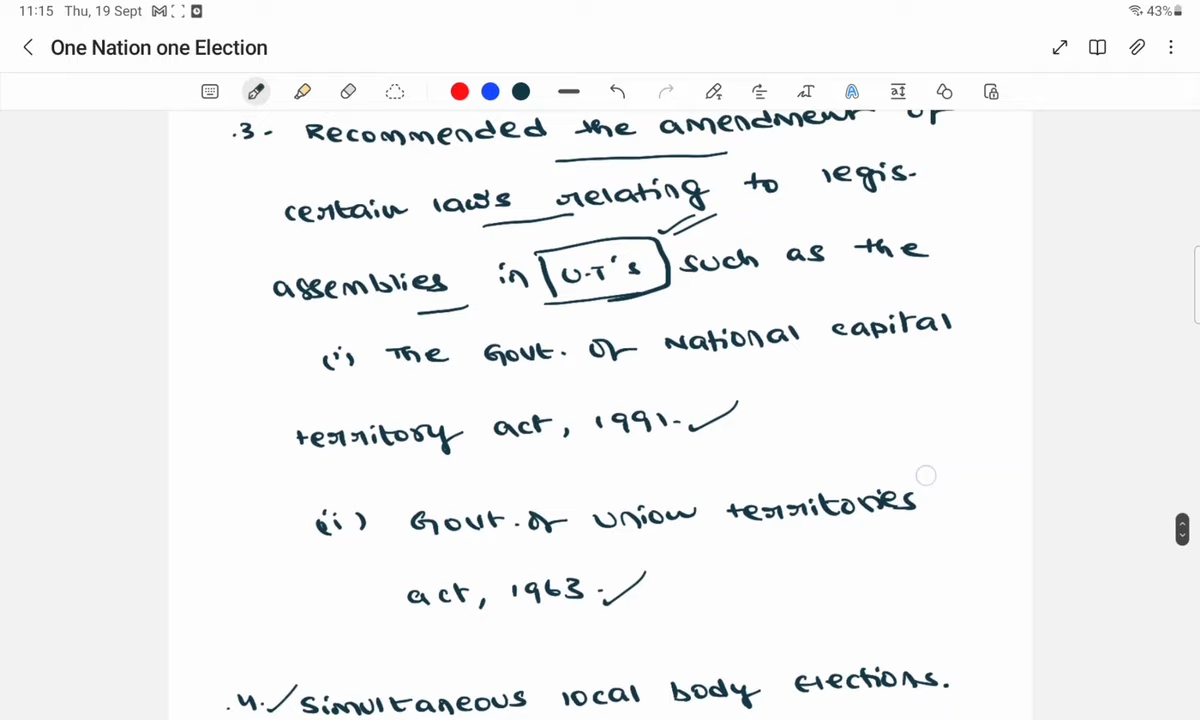 11:15 Thu, 19 Sept
43%
One Nation one Election
.3- Recommended the amendment of
certain laws relating to legis-
assemblies in U.T's such as the
(i) The Govt. of National capital
territory act, 1991.
(ii) Govt. of union territories
act, 1963.
.4. Simultaneous local body elections.